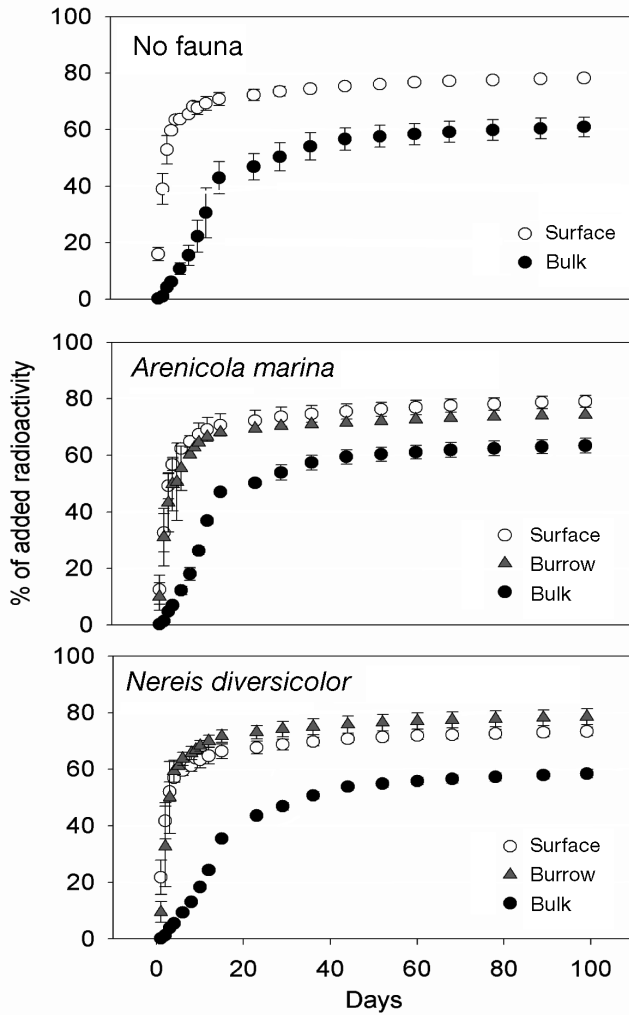 No fauna
100
80
60
40
20
0
Surface
Bulk
% of added radioactivity
Arenicola marina
100
80
60
40
20
0
Surface
Burrow
Bulk
Nereis diversicolor
100
80
60
40
20
0
Surface
Burrow
Bulk
0 20 40 60 80 100
Days